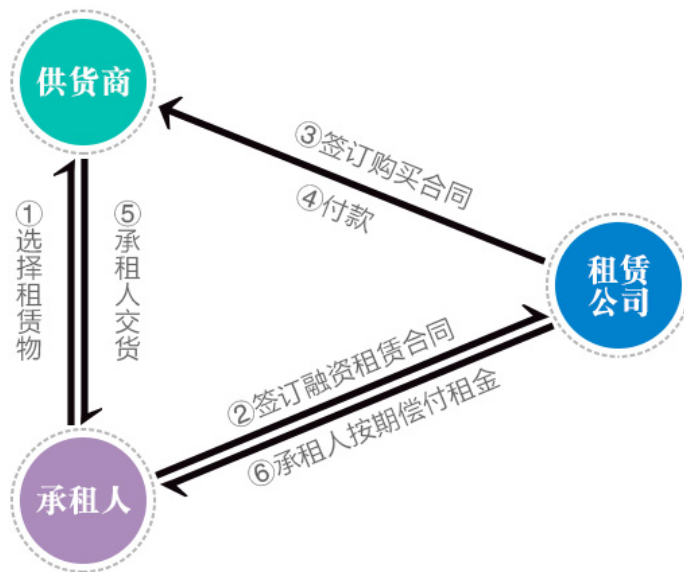 供货商
③签订购买合同
④付款
①选择租赁物
⑤承租人交货
租赁
公司
②签订融资租赁合同
⑥承租人按期偿付租金
承租人